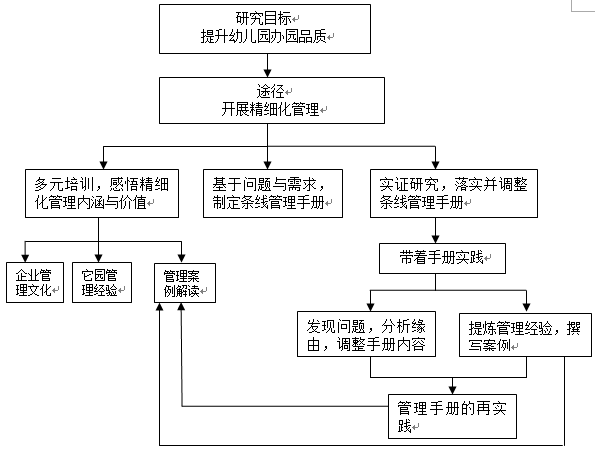 研究目标
提升幼儿园办园品质
途径
开展精细化管理
多元培训，感悟精细
化管理内涵与价值
基于问题与需求，
制定条线管理手册
实证研究，落实并调整
条线管理手册
企业管
理文化
它园管
理经验
管理案
例解读
带着手册实践
发现问题，分析缘
由，调整手册内容
提炼管理经验，撰
写案例
管理手册的再实
践